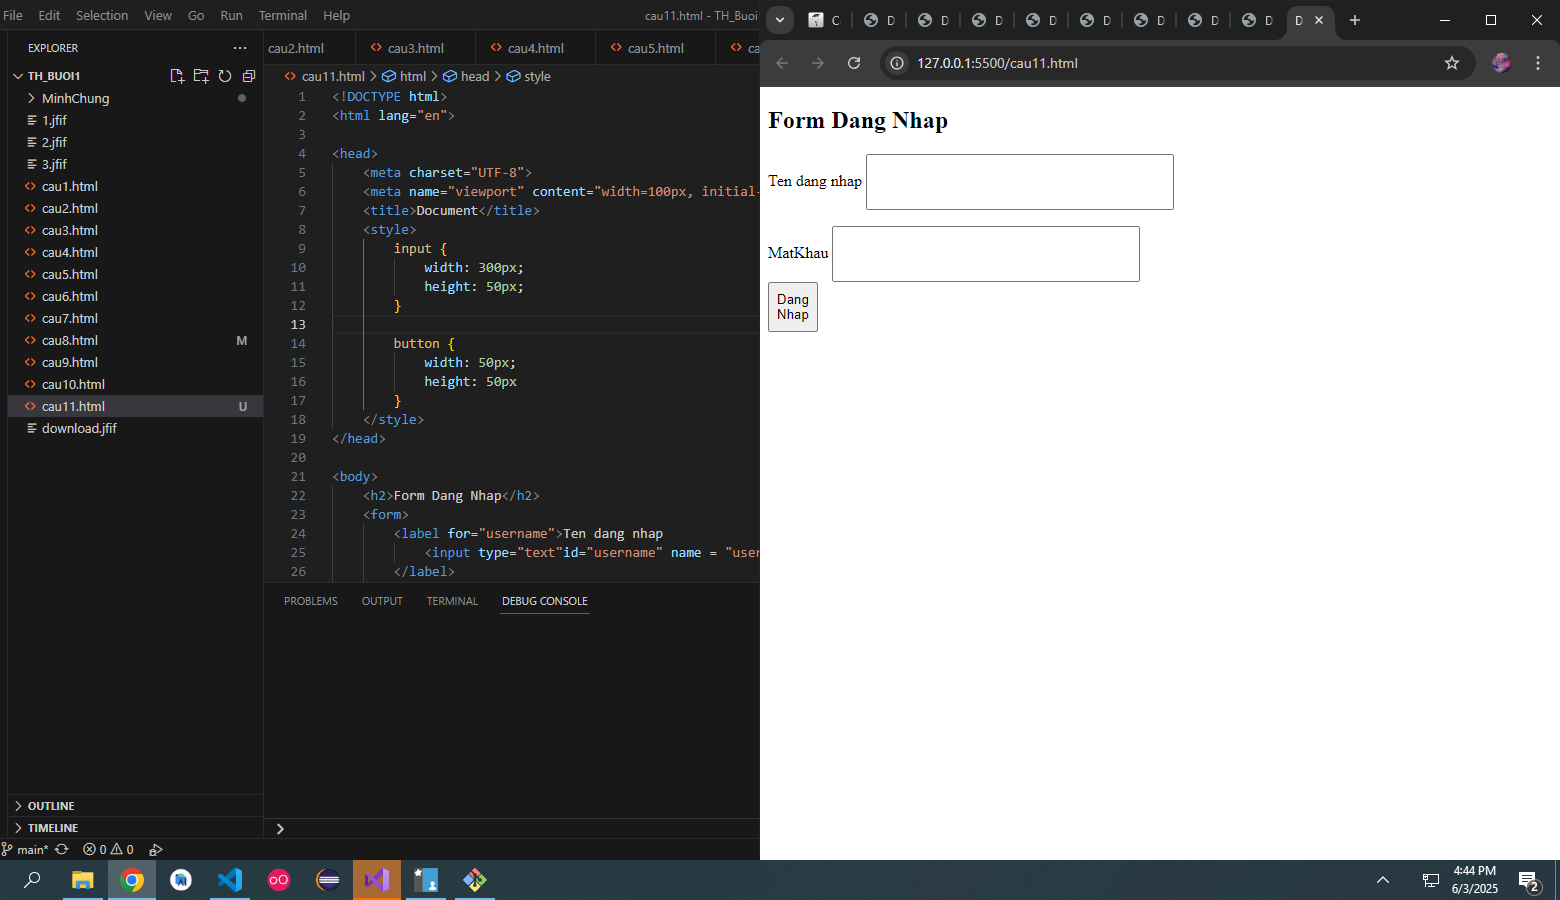 File Edit Selection View Go Run Terminal Help
cau11.html - TH_Buoi
EXPLORER
TH_BUOI1
MinhChung
1.jfif
2.jfif
3.jfif
cau1.html
cau2.html
cau3.html
cau4.html
cau5.html
cau6.html
cau7.html
cau8.html M
cau9.html
cau10.html
cau11.html U
download.jfif
OUTLINE
TIMELINE
cau2.html cau3.html cau4.html cau5.html ca
cau11.html > html > head > style
1 <!DOCTYPE html>
2 <html lang="en">
3
4 <head>
5 <meta charset="UTF-8">
6 <meta name="viewport" content="width=100px, initial-
7 <title>Document</title>
8 <style>
9 input {
10 width: 300px;
11 height: 50px;
12 }
13
14 button {
15 width: 50px;
16 height: 50px
17 }
18 </style>
19 </head>
20
21 <body>
22 <h2>Form Dang Nhap</h2>
23 <form>
24 <label for="username">Ten dang nhap
25 <input type="text"id="username" name = "user
26 </label>
PROBLEMS OUTPUT TERMINAL DEBUG CONSOLE
main* 0 0
C D D D D D D D D D
127.0.0.1:5500/cau11.html
Form Dang Nhap
Ten dang nhap
MatKhau
Dang
Nhap
4:44 PM
6/3/2025
2